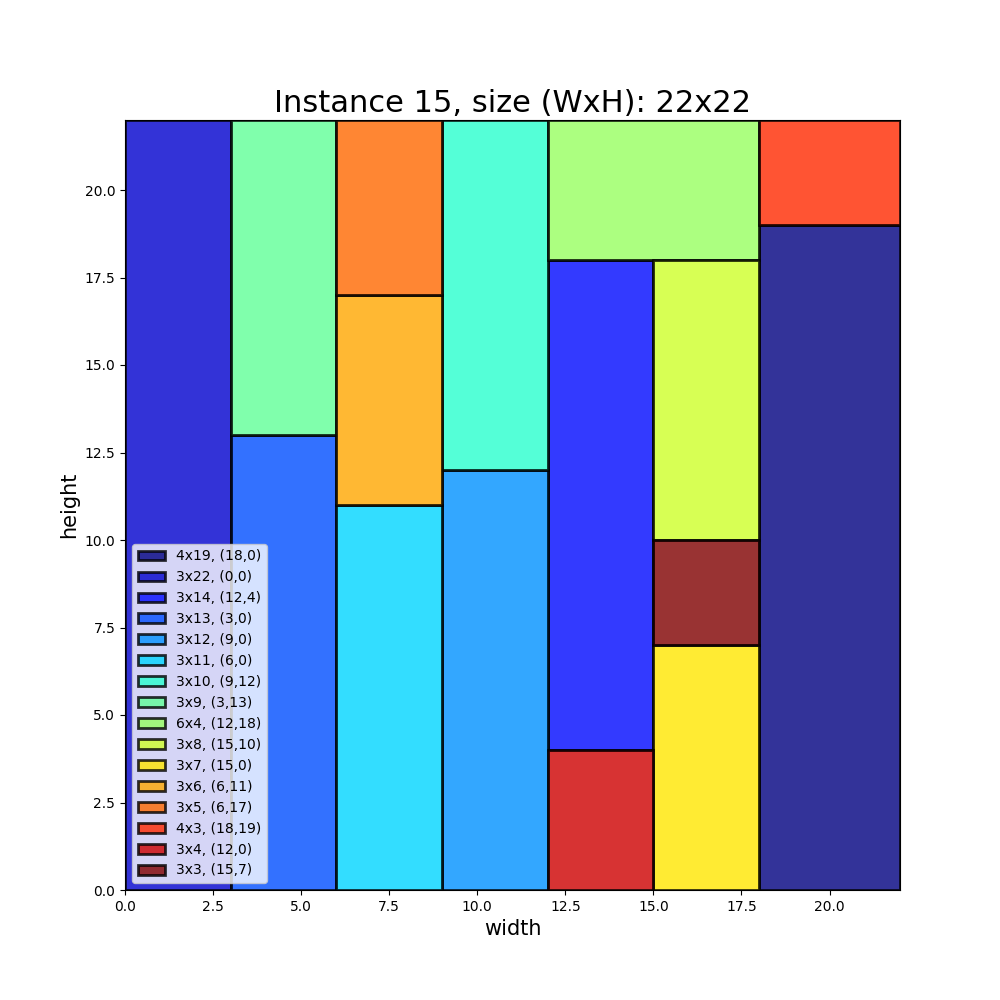 Instance 15, size (WxH): 22x22
height
20.0
17.5
15.0
12.5
10.0
7.5
5.0
2.5
0.0
4x19, (18,0)
3x22, (0,0)
3x14, (12,4)
3x13, (3,0)
3x12, (9,0)
3x11, (6,0)
3x10, (9,12)
3x9, (3,13)
6x4, (12,18)
3x8, (15,10)
3x7, (15,0)
3x6, (6,11)
3x5, (6,17)
4x3, (18,19)
3x4, (12,0)
3x3, (15,7)
0.0 2.5 5.0 7.5 10.0 12.5 15.0 17.5 20.0
width